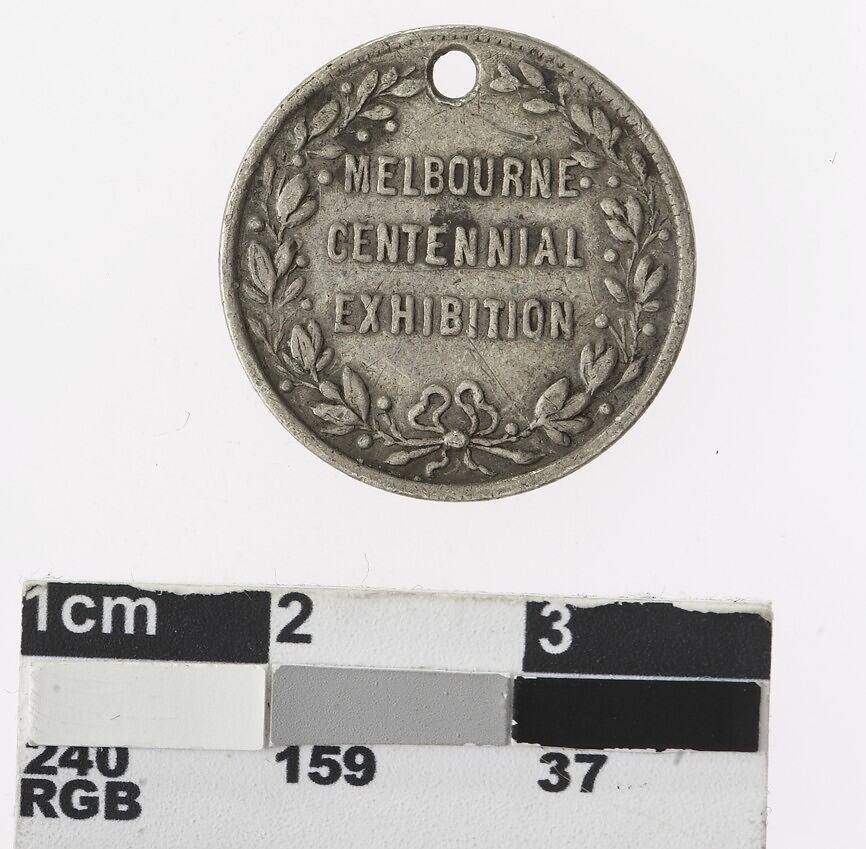 MELBOURNE
CENTENNIAL
EXHIBITION
1cm 2 3
240 159 37
RGB